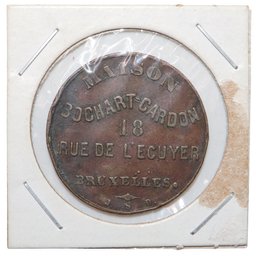 MAISON
BOCHART-CARDON
18
RUE DE L'ECUYER
BRUXELLES.